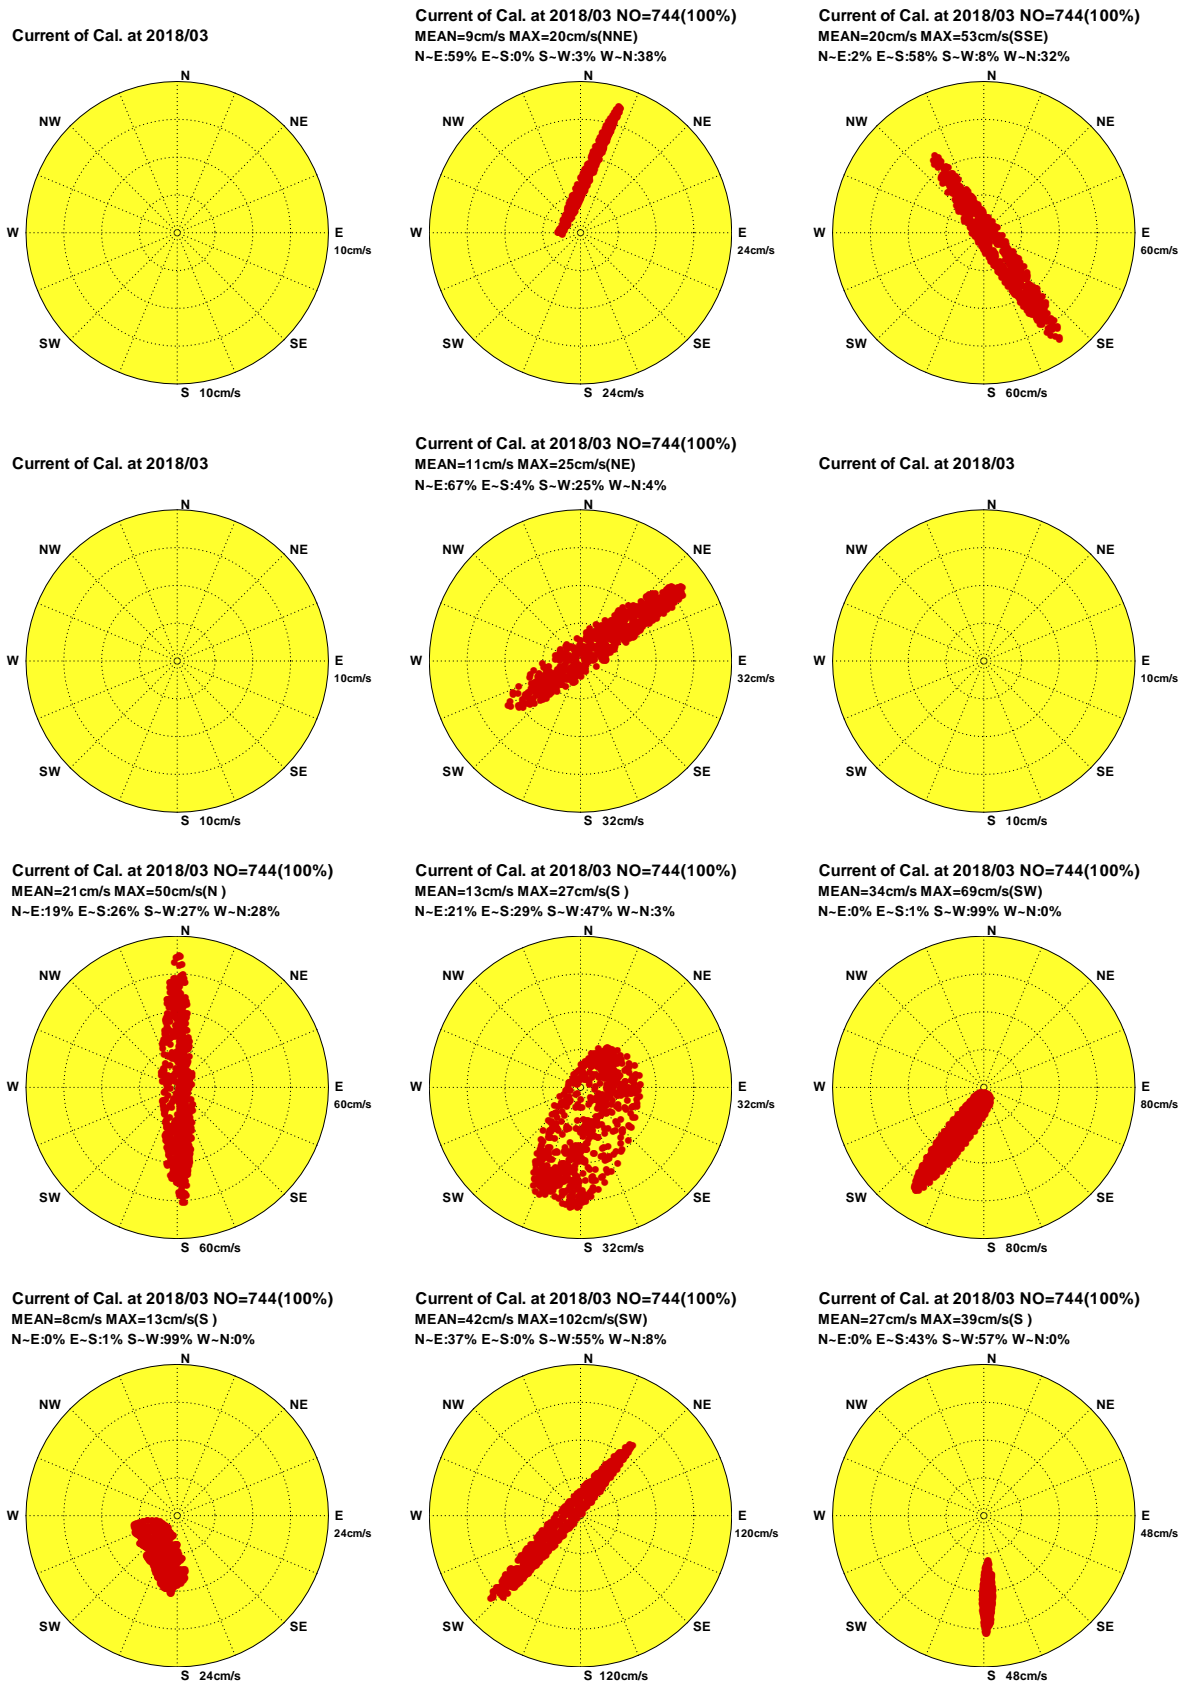 Current of Cal. at 2018/03
N
NW
NE
W
E
10cm/s
SW
SE
S 10cm/s
Current of Cal. at 2018/03 NO=744(100%)
MEAN=9cm/s MAX=20cm/s(NNE)
N~E:59% E~S:0% S~W:3% W~N:38%
N
NW
NE
W
E
24cm/s
SW
SE
S 24cm/s
Current of Cal. at 2018/03 NO=744(100%)
MEAN=20cm/s MAX=53cm/s(SSE)
N~E:2% E~S:58% S~W:8% W~N:32%
N
NW
NE
W
E
60cm/s
SW
SE
S 60cm/s
Current of Cal. at 2018/03
N
NW
NE
W
E
10cm/s
SW
SE
S 10cm/s
Current of Cal. at 2018/03 NO=744(100%)
MEAN=11cm/s MAX=25cm/s(NE)
N~E:67% E~S:4% S~W:25% W~N:4%
N
NW
NE
W
E
32cm/s
SW
SE
S 32cm/s
Current of Cal. at 2018/03
N
NW
NE
W
E
10cm/s
SW
SE
S 10cm/s
Current of Cal. at 2018/03 NO=744(100%)
MEAN=21cm/s MAX=50cm/s(N )
N~E:19% E~S:26% S~W:27% W~N:28%
N
NW
NE
W
E
60cm/s
SW
SE
S 60cm/s
Current of Cal. at 2018/03 NO=744(100%)
MEAN=13cm/s MAX=27cm/s(S )
N~E:21% E~S:29% S~W:47% W~N:3%
N
NW
NE
W
E
32cm/s
SW
SE
S 32cm/s
Current of Cal. at 2018/03 NO=744(100%)
MEAN=34cm/s MAX=69cm/s(SW)
N~E:0% E~S:1% S~W:99% W~N:0%
N
NW
NE
W
E
80cm/s
SW
SE
S 80cm/s
Current of Cal. at 2018/03 NO=744(100%)
MEAN=8cm/s MAX=13cm/s(S )
N~E:0% E~S:1% S~W:99% W~N:0%
N
NW
NE
W
E
24cm/s
SW
SE
S 24cm/s
Current of Cal. at 2018/03 NO=744(100%)
MEAN=42cm/s MAX=102cm/s(SW)
N~E:37% E~S:0% S~W:55% W~N:8%
N
NW
NE
W
E
120cm/s
SW
SE
S 120cm/s
Current of Cal. at 2018/03 NO=744(100%)
MEAN=27cm/s MAX=39cm/s(S )
N~E:0% E~S:43% S~W:57% W~N:0%
N
NW
NE
W
E
48cm/s
SW
SE
S 48cm/s